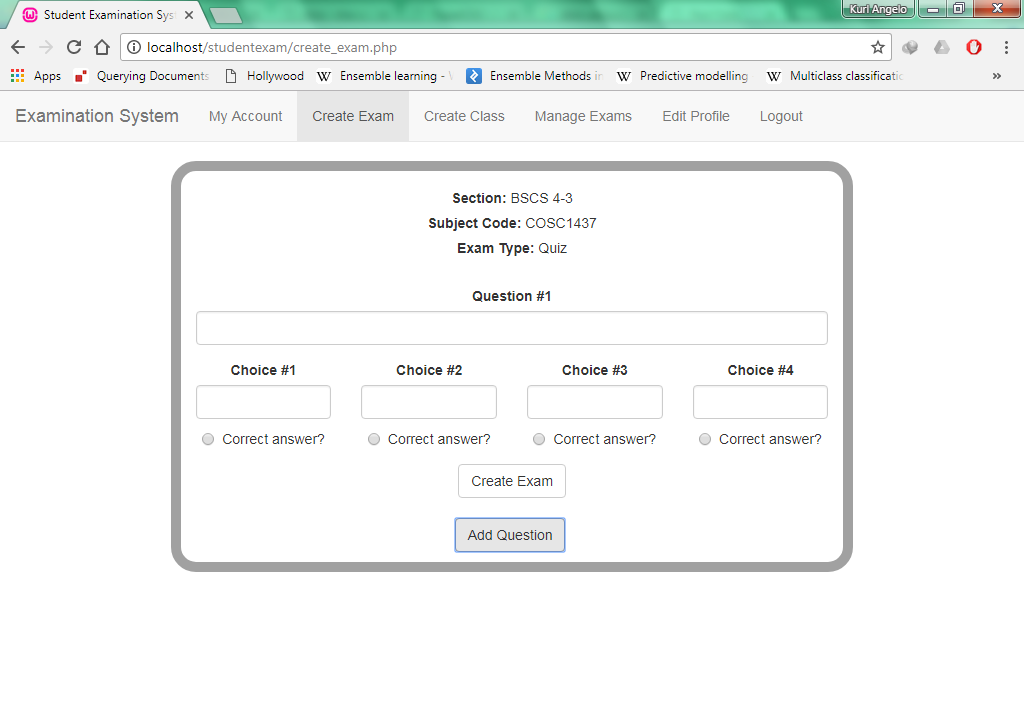 Student Examination Sys
Kuri Angelo
localhost/studentexam/create_exam.php
Apps Querying Documents Hollywood Ensemble learning - Ensemble Methods in Predictive modelling Multiclass classificatio »
Examination System My Account Create Exam Create Class Manage Exams Edit Profile Logout
Section: BSCS 4-3
Subject Code: COSC1437
Exam Type: Quiz
Question #1
Choice #1 Choice #2 Choice #3 Choice #4
Correct answer? Correct answer? Correct answer? Correct answer?
Create Exam
Add Question